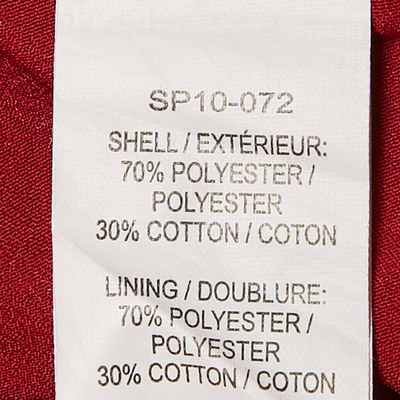 SP10-072
SHELL / EXTÉRIEUR:
70% POLYESTER /
POLYESTER
30% COTTON / COTON
LINING / DOUBLURE:
70% POLYESTER /
POLYESTER
30% COTTON / COTON